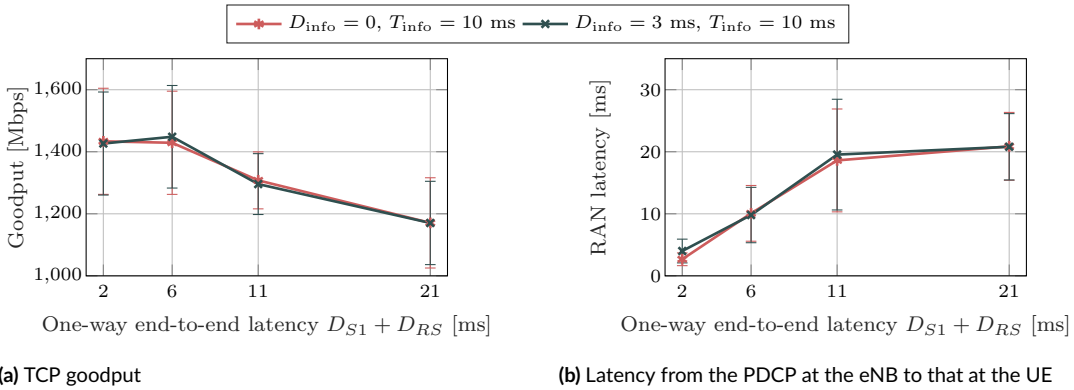 D_info = 0, T_info = 10 ms D_info = 3 ms, T_info = 10 ms
Goodput [Mbps]
1,600
1,400
1,200
1,000
2 6 11 21
One-way end-to-end latency D_S1 + D_RS [ms]
(a) TCP goodput
RAN latency [ms]
30
20
10
0
2 6 11 21
One-way end-to-end latency D_S1 + D_RS [ms]
(b) Latency from the PDCP at the eNB to that at the UE